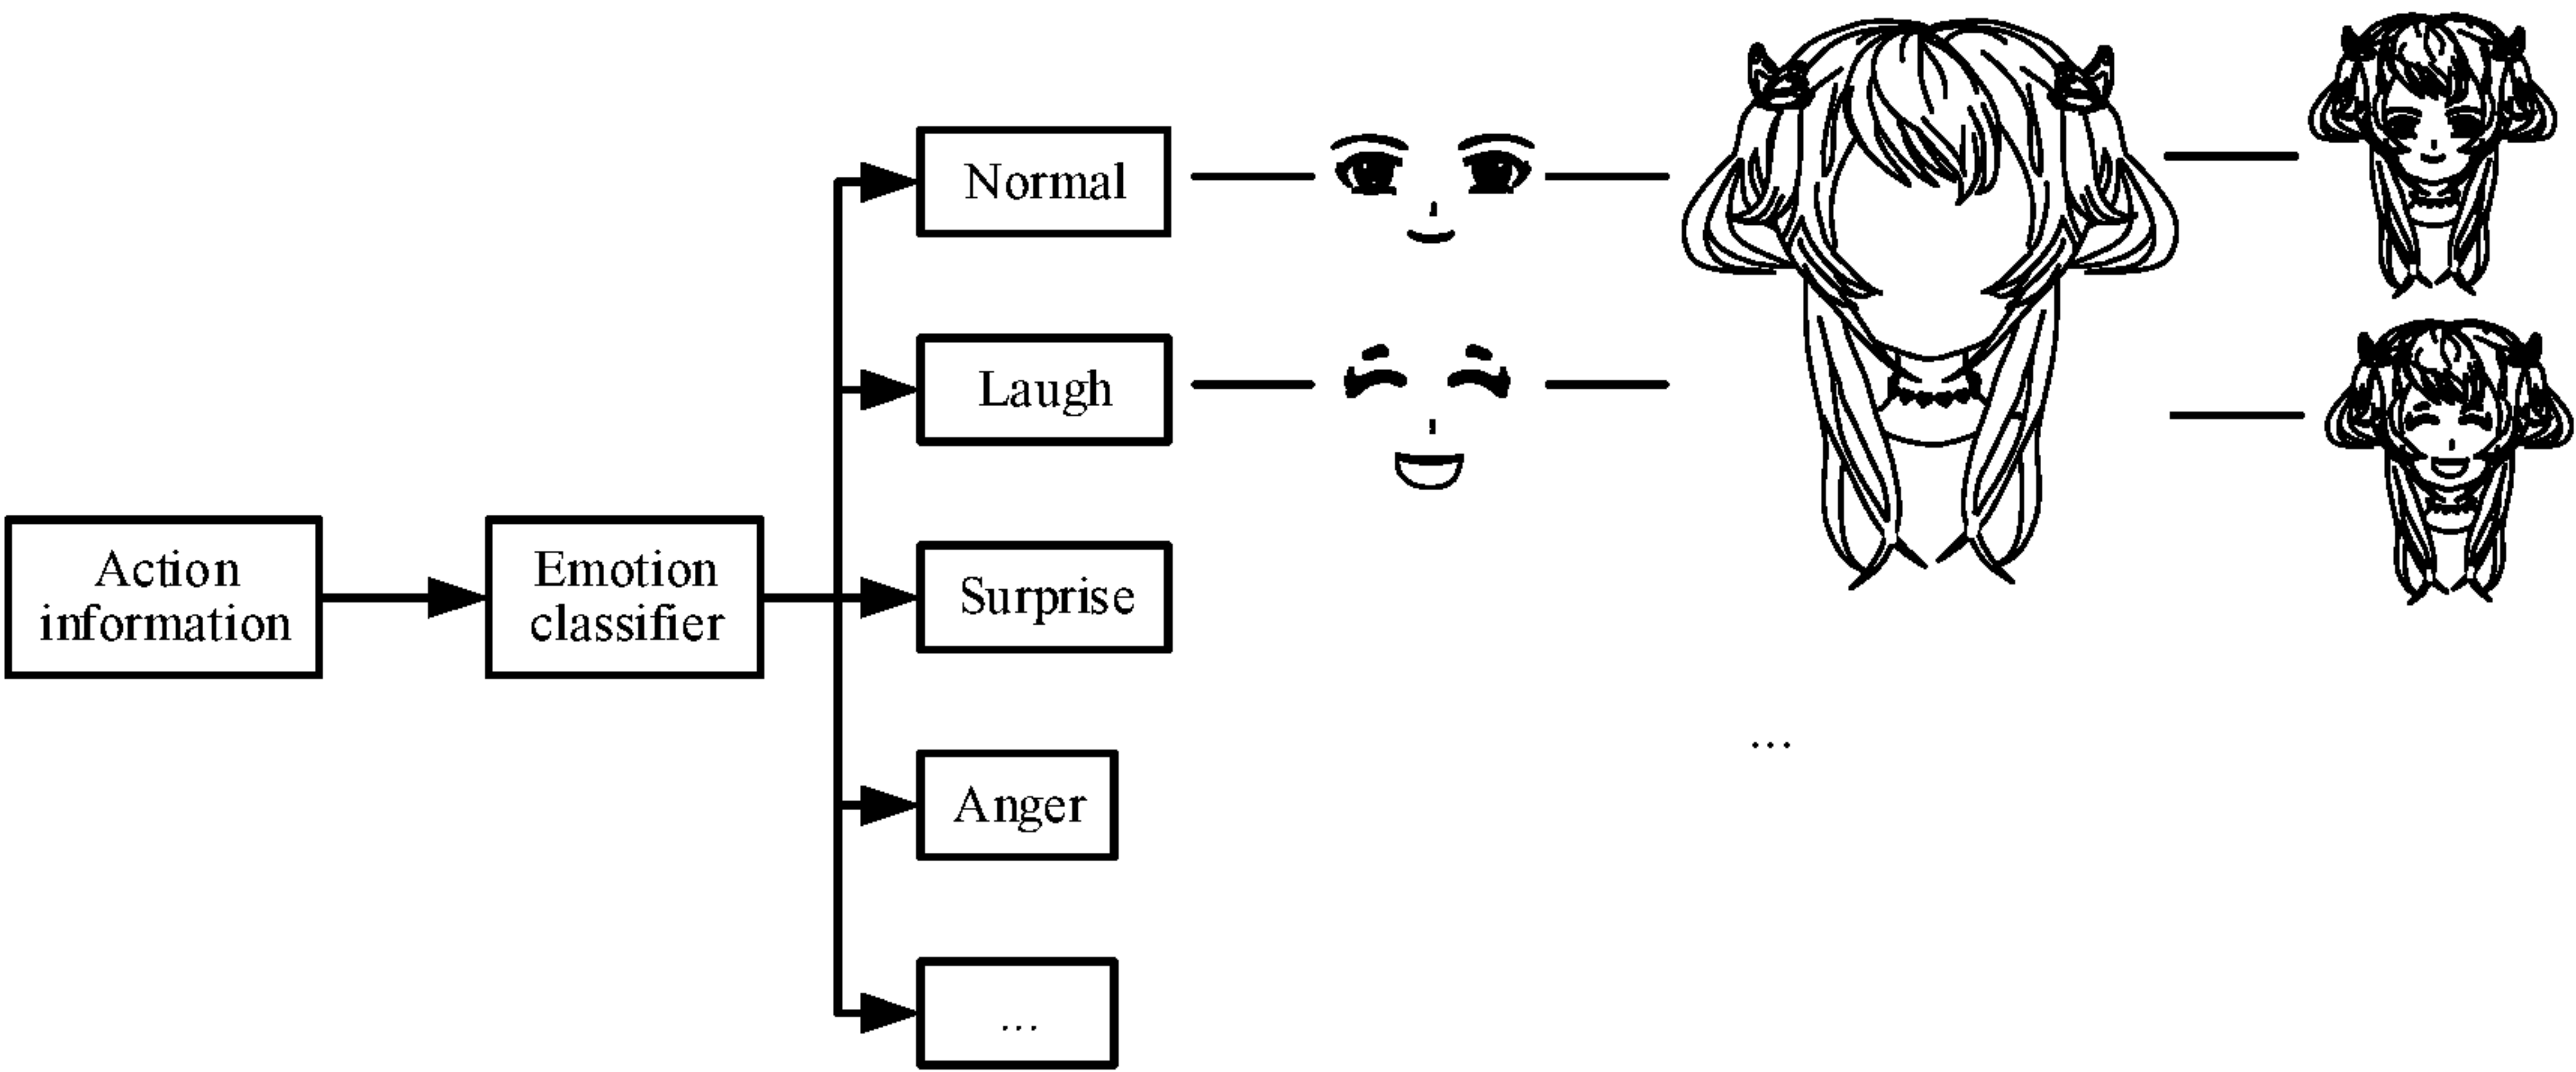 Normal
Laugh
Action
information
Emotion
classifier
Surprise
...
Anger
...